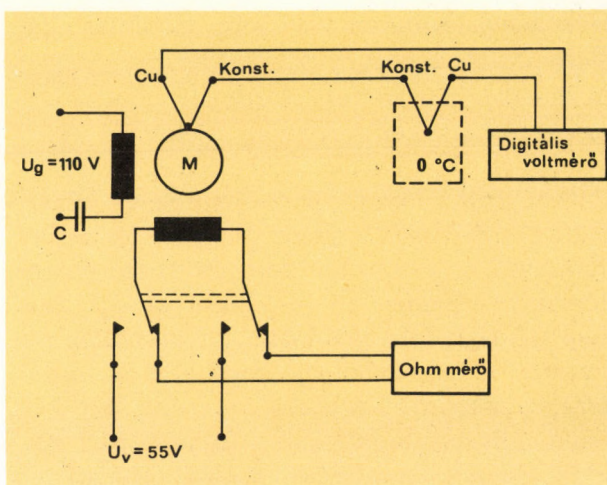 Cu
Konst.
Konst.
Cu
Digitális
voltmérő
M
0 °C
Ug = 110 V
C
Ohm mérő
Uv = 55V